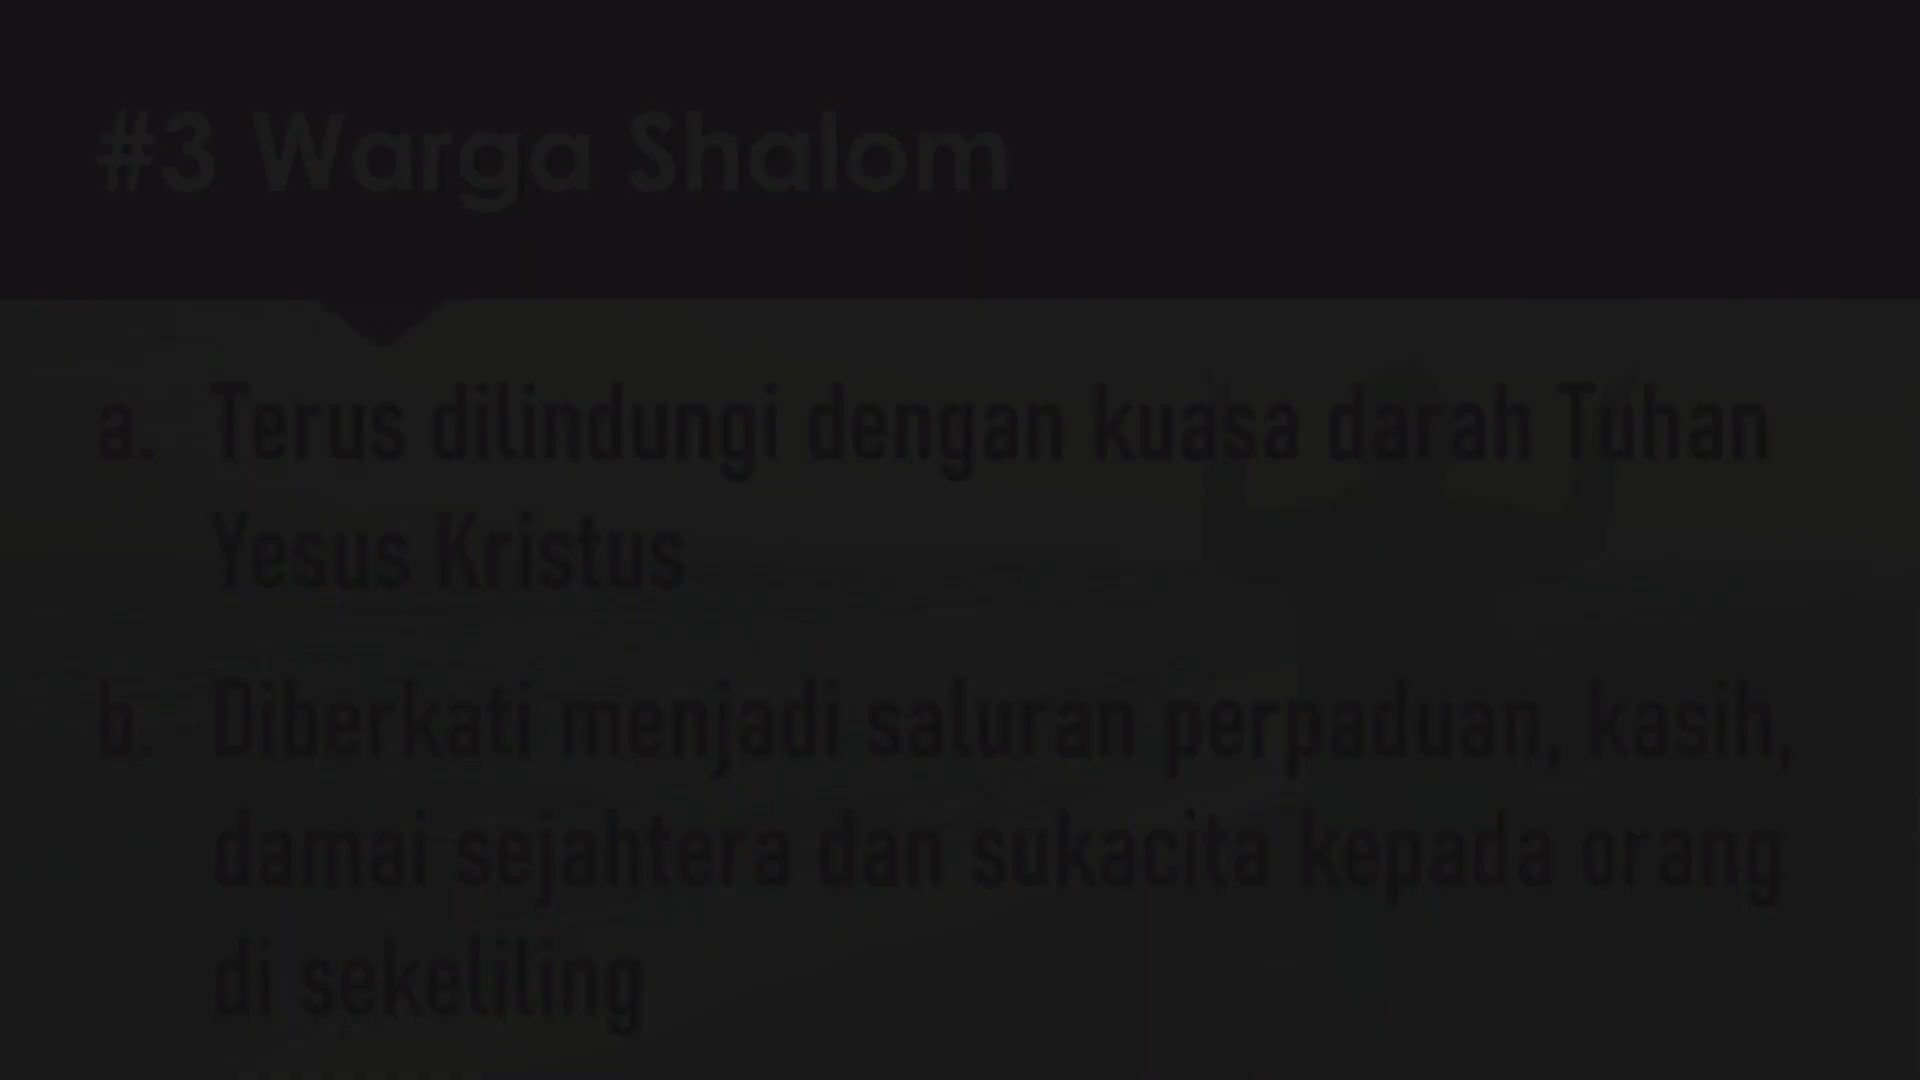 #3 Warga Shalom
a. Terus dilindungi dengan kuasa darah Tuhan
Yesus Kristus
b. Diberkati menjadi saluran perpaduan, kasih,
damai sejahtera dan sukacita kepada orang
di sekeliling